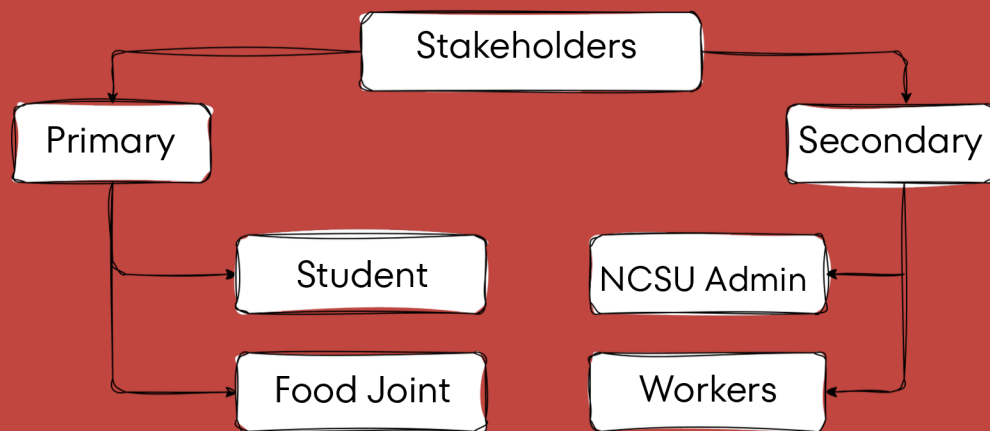 Stakeholders
Primary
Secondary
Student
NCSU Admin
Food Joint
Workers